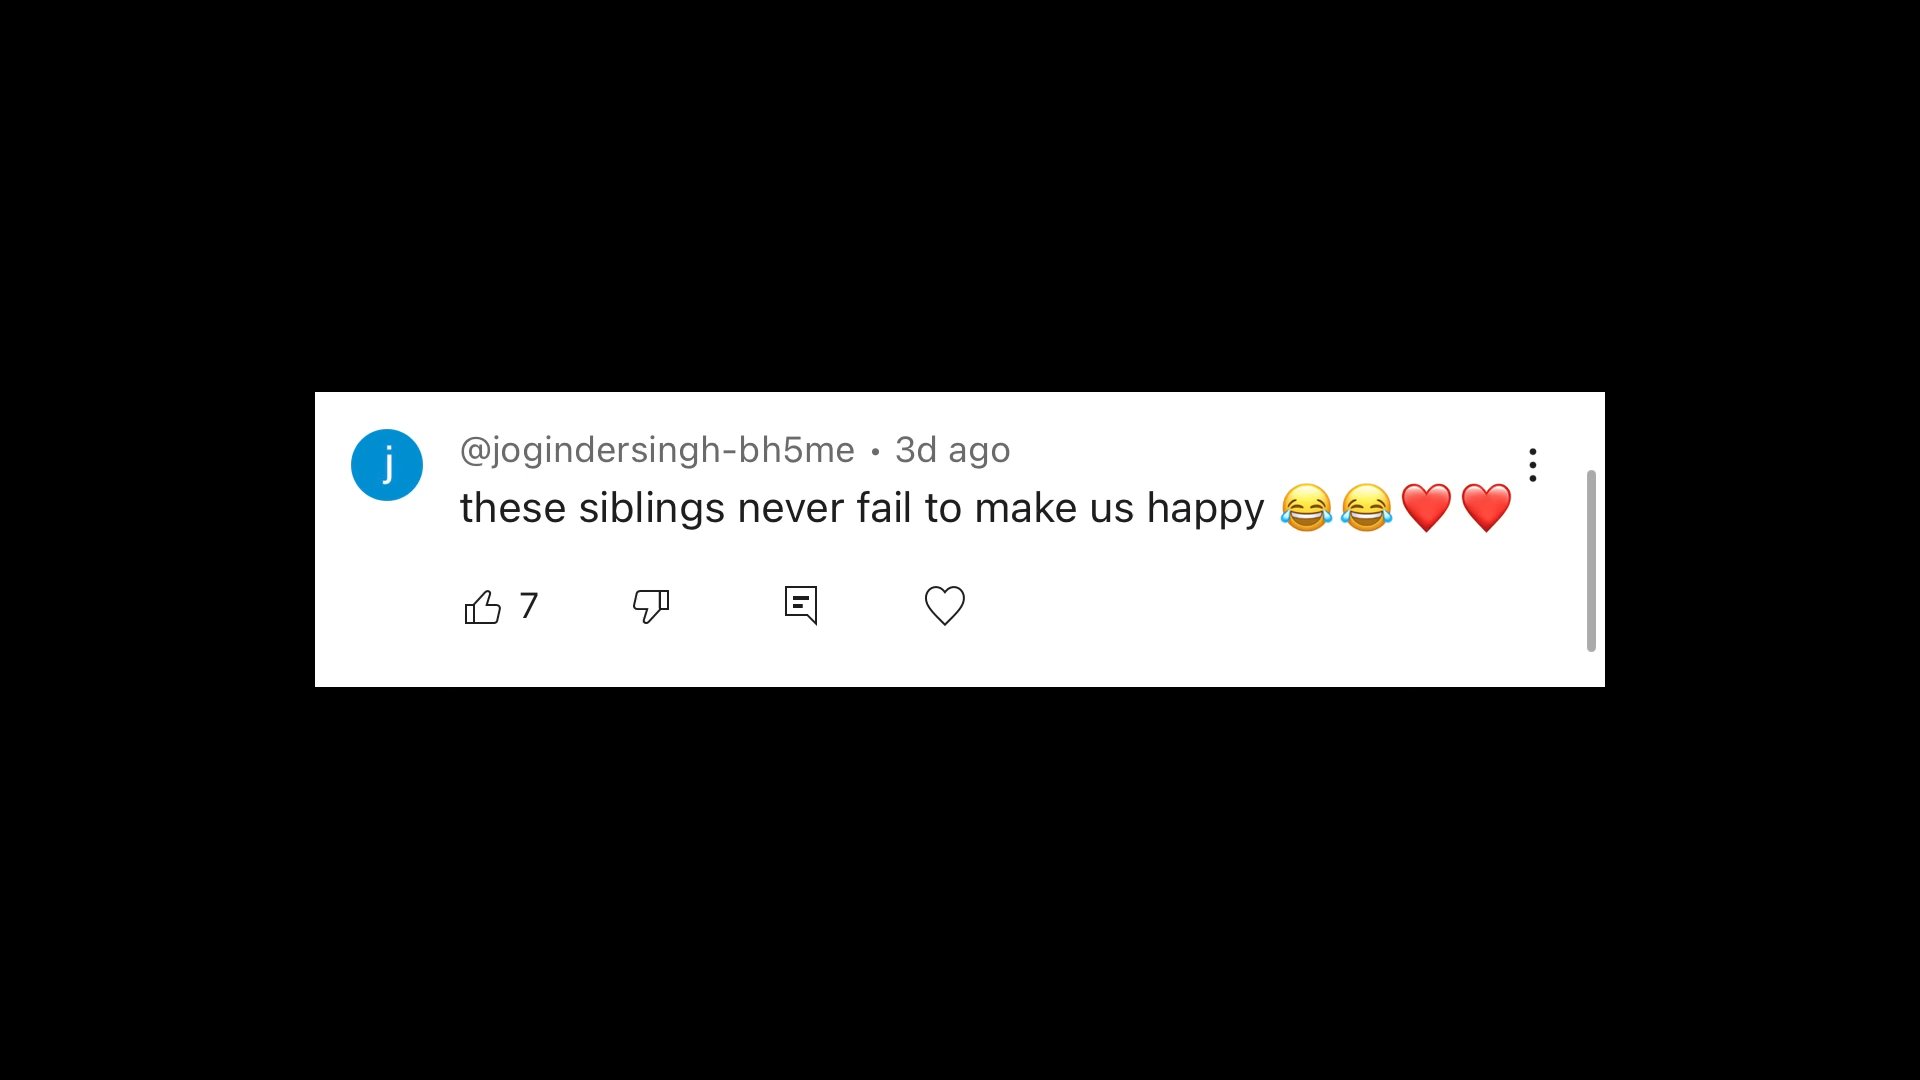 j
@jogindersingh-bh5me • 3d ago
these siblings never fail to make us happy 😂😂❤️❤️
7